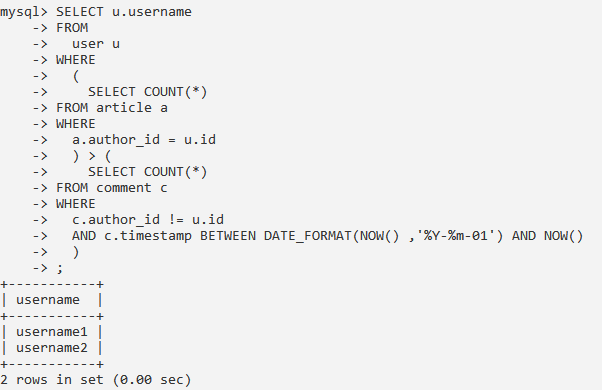 mysql> SELECT u.username
    -> FROM
    ->   user u
    -> WHERE
    ->   (
    ->     SELECT COUNT(*)
    -> FROM article a
    -> WHERE
    ->   a.author_id = u.id
    ->   ) > (
    ->     SELECT COUNT(*)
    -> FROM comment c
    -> WHERE
    ->   c.author_id != u.id
    ->   AND c.timestamp BETWEEN DATE_FORMAT(NOW() ,'%Y-%m-01') AND NOW()
    ->   )
    -> ;
+-----------+
| username  |
+-----------+
| username1 |
| username2 |
+-----------+
2 rows in set (0.00 sec)